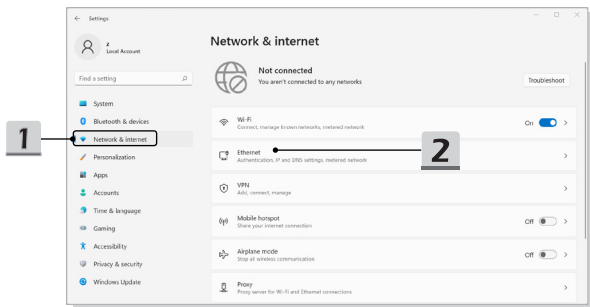 Settings
z
Local Account
Find a setting
System
Bluetooth & devices
1
Network & internet
Personalization
Apps
Accounts
Time & language
Gaming
Accessibility
Privacy & security
Windows Update
Network & internet
Not connected
You aren't connected to any networks
Troubleshoot
Wi-Fi
Connect, manage known networks, metered network
On
Ethernet
Authentication, IP and DNS settings, metered network
2
VPN
Add, connect, manage
Mobile hotspot
Share your internet connection
Off
Airplane mode
Stop all wireless communication
Off
Proxy
Proxy server for Wi-Fi and Ethernet connections